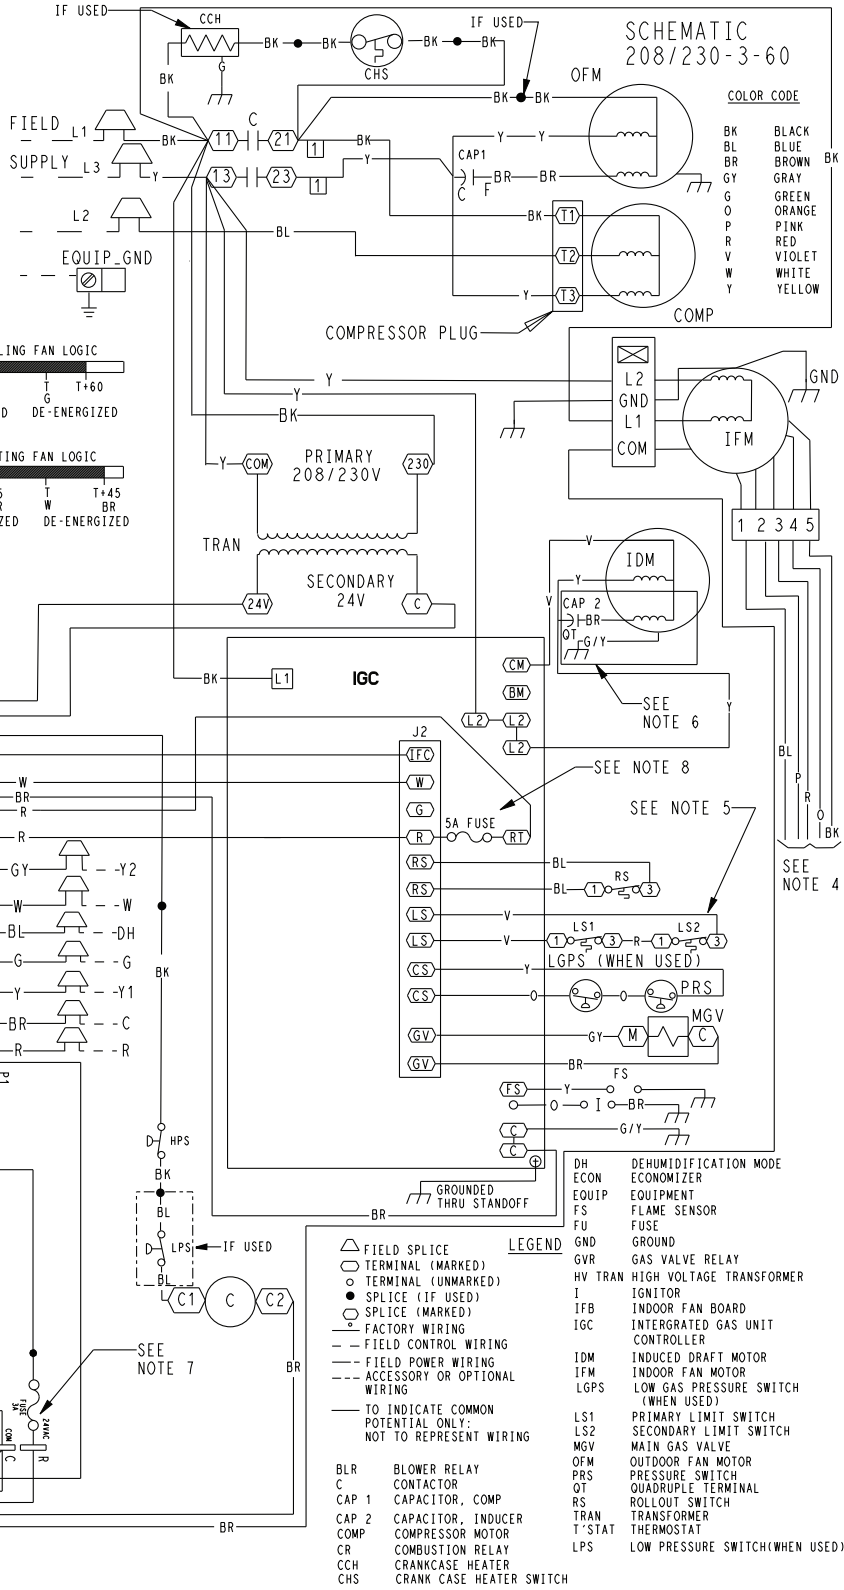 IF USED
CCH
IF USED
SCHEMATIC
208/230-3-60
BK BK BK BK
CHS
G
BK
OFM
BK BK
COLOR CODE
BK BLACK
BL BLUE
BR BROWN
GY GRAY
G GREEN
O ORANGE
P PINK
R RED
V VIOLET
W WHITE
Y YELLOW
BK
FIELD
SUPPLY
L1
BK
11 C 21
1
BK
L3
Y
13 23
1
Y
Y Y
CAP1
C F
BR BR
L2
BL
BK T1
T2
Y T3
EQUIP_GND
COMPRESSOR PLUG
COMP
LING FAN LOGIC
T T+60
G
D DE-ENERGIZED
Y
Y
BK
L2
GND
L1
COM
IFM
GND
TING FAN LOGIC
T T+45
W BR
ZED DE-ENERGIZED
Y COM
PRIMARY
208/230V
230
TRAN
SECONDARY
24V
24V
C
1 2 3 4 5
V
IDM
Y
V
CAP 2
BR
QT
G/Y
BK L1
IGC
CM
BM
L2 L2
L2
SEE
NOTE 6
Y
J2
IFC
W
G
R
5A FUSE
RT
SEE NOTE 8
SEE NOTE 5
BL
P
R
O
BK
SEE
NOTE 4
W
BR
R
R
GY Y2
W W
BL DH
G G
Y Y1
BR C
R R
P1
BK
RS BL
RS BL 1 RS 3
LS V
LS V 1 LS1 3 R 1 LS2 3
LGPS (WHEN USED)
CS Y
CS O O PRS
MGV
GV GY M C
GV BR
FS
FS Y
O I BR
C G/Y
C
HPS
BK
BL
LPS
IF USED
BL
C1 C C2
GROUNDED
THRU STANDOFF
BR
BR
SEE
NOTE 7
FUSE
3A
24VAC
COM
C
R
BR
LEGEND
FIELD SPLICE
TERMINAL (MARKED)
TERMINAL (UNMARKED)
SPLICE (IF USED)
SPLICE (MARKED)
FACTORY WIRING
FIELD CONTROL WIRING
FIELD POWER WIRING
ACCESSORY OR OPTIONAL
WIRING
TO INDICATE COMMON
POTENTIAL ONLY:
NOT TO REPRESENT WIRING
BLR BLOWER RELAY
C CONTACTOR
CAP 1 CAPACITOR, COMP
CAP 2 CAPACITOR, INDUCER
COMP COMPRESSOR MOTOR
CR COMBUSTION RELAY
CCH CRANKCASE HEATER
CHS CRANK CASE HEATER SWITCH
DH DEHUMIDIFICATION MODE
ECON ECONOMIZER
EQUIP EQUIPMENT
FS FLAME SENSOR
FU FUSE
GND GROUND
GVR GAS VALVE RELAY
HV TRAN HIGH VOLTAGE TRANSFORMER
I IGNITOR
IFB INDOOR FAN BOARD
IGC INTERGRATED GAS UNIT
CONTROLLER
IDM INDUCED DRAFT MOTOR
IFM INDOOR FAN MOTOR
LGPS LOW GAS PRESSURE SWITCH
(WHEN USED)
LS1 PRIMARY LIMIT SWITCH
LS2 SECONDARY LIMIT SWITCH
MGV MAIN GAS VALVE
OFM OUTDOOR FAN MOTOR
PRS PRESSURE SWITCH
QT QUADRUPLE TERMINAL
RS ROLLOUT SWITCH
TRAN TRANSFORMER
T'STAT THERMOSTAT
LPS LOW PRESSURE SWITCH(WHEN USED)